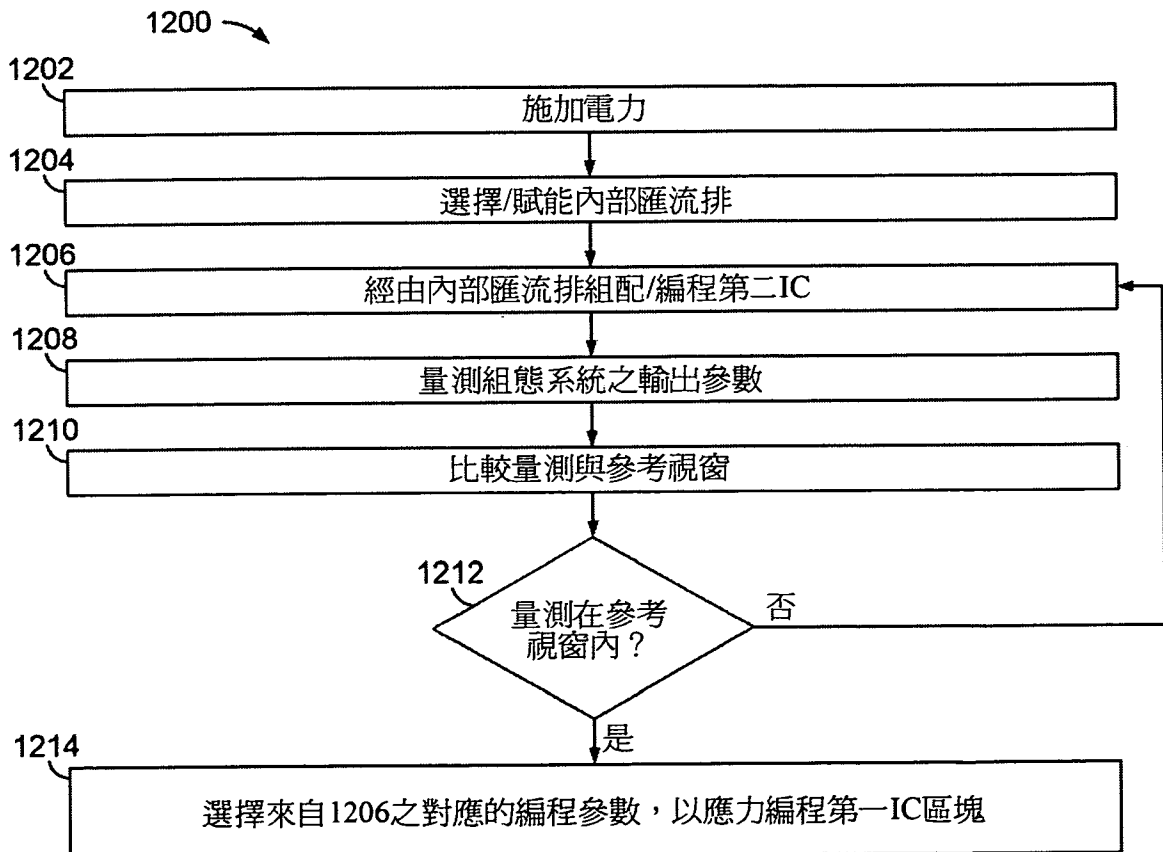 1200
1202
施加電力
1204
選擇/賦能內部匯流排
1206
經由內部匯流排組配/編程第二IC
1208
量測組態系統之輸出參數
1210
比較量測與參考視窗
1212
量測在參考
視窗內？
否
是
1214
選擇來自1206之對應的編程參數，以應力編程第一IC區塊